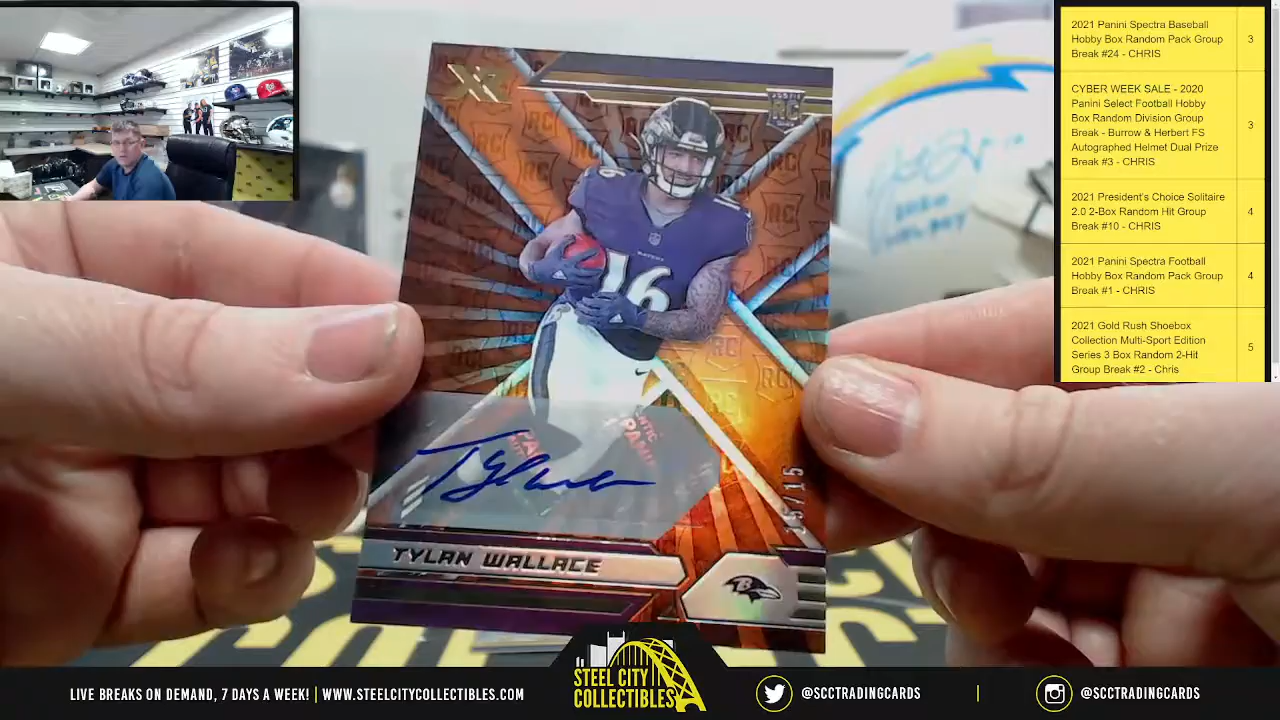 2021 Panini Spectra Baseball
Hobby Box Random Pack Group
Break #24 - CHRIS
3
CYBER WEEK SALE - 2020
Panini Select Football Hobby
Box Random Division Group
Break - Burrow & Herbert FS
Autographed Helmet Dual Prize
Break #3 - CHRIS
3
2021 President's Choice Solitaire
2.0 2-Box Random Hit Group
Break #10 - CHRIS
4
2021 Panini Spectra Football
Hobby Box Random Pack Group
Break #1 - CHRIS
4
2021 Gold Rush Shoebox
Collection Multi-Sport Edition
Series 3 Box Random 2-Hit
Group Break #2 - Chris
5
XR
RC
16
RAVENS
16
TYLAN WALLACE
STEEL CITY
COLLECTIBLES
LIVE BREAKS ON DEMAND, 7 DAYS A WEEK! | WWW.STEELCITYCOLLECTIBLES.COM
@SCCTRADINGCARDS
@SCCTRADINGCARDS